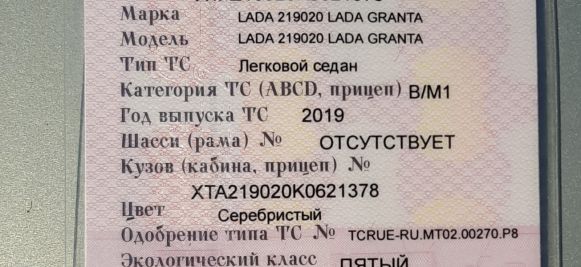 Марка LADA 219020 LADA GRANTA
Модель LADA 219020 LADA GRANTA
Тип ТС Легковой седан
Категория ТС (ABCD, прицеп) B/M1
Год выпуска ТС 2019
Шасси (рама) № ОТСУТСТВУЕТ
Кузов (кабина, прицеп) №
XTA219020K0621378
Цвет Серебристый
Одобрение типа ТС № TCRUE-RU.MT02.00270.P8
Экологический класс ПЯТЫЙ